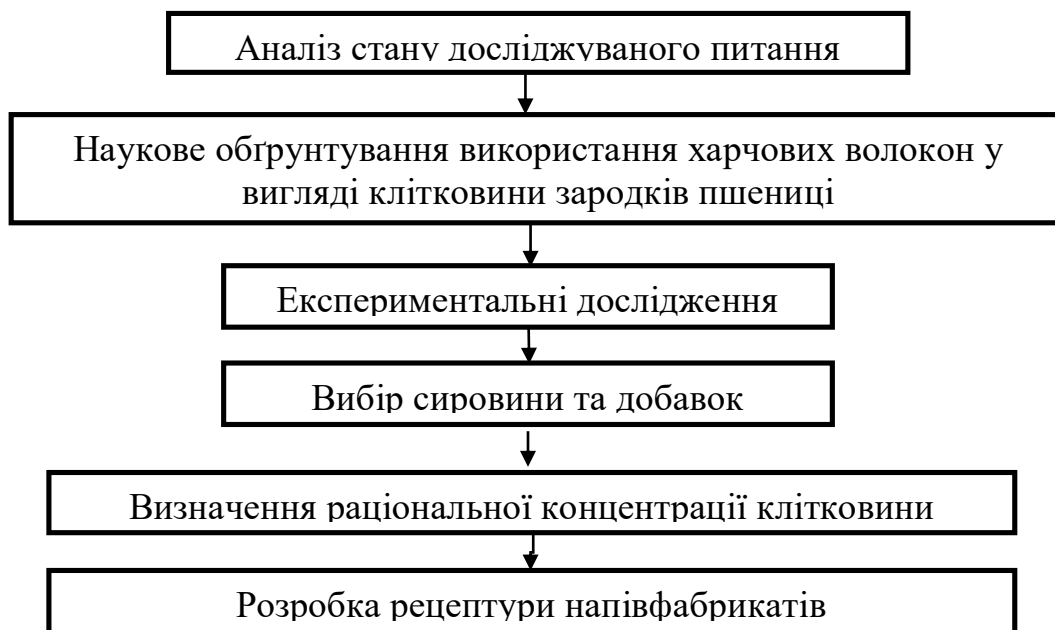 Аналіз стану досліджуваного питання
Наукове обґрунтування використання харчових волокон у
вигляді клітковини зародків пшениці
Експериментальні дослідження
Вибір сировини та добавок
Визначення раціональної концентрації клітковини
Розробка рецептури напівфабрикатів